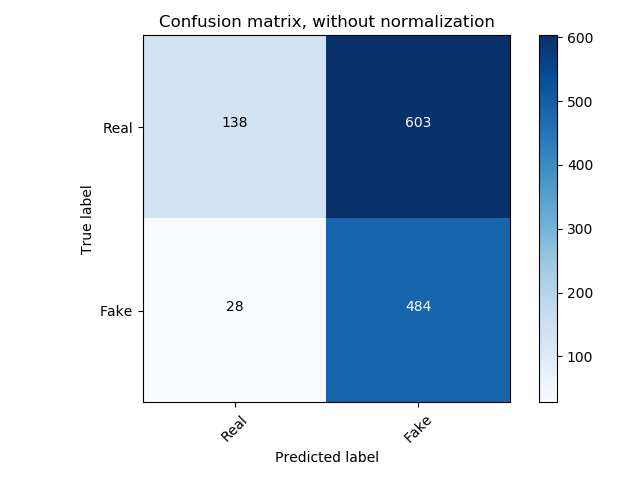 Confusion matrix, without normalization
True label
Real
Fake
138
603
28
484
Real
Fake
Predicted label
600
500
400
300
200
100